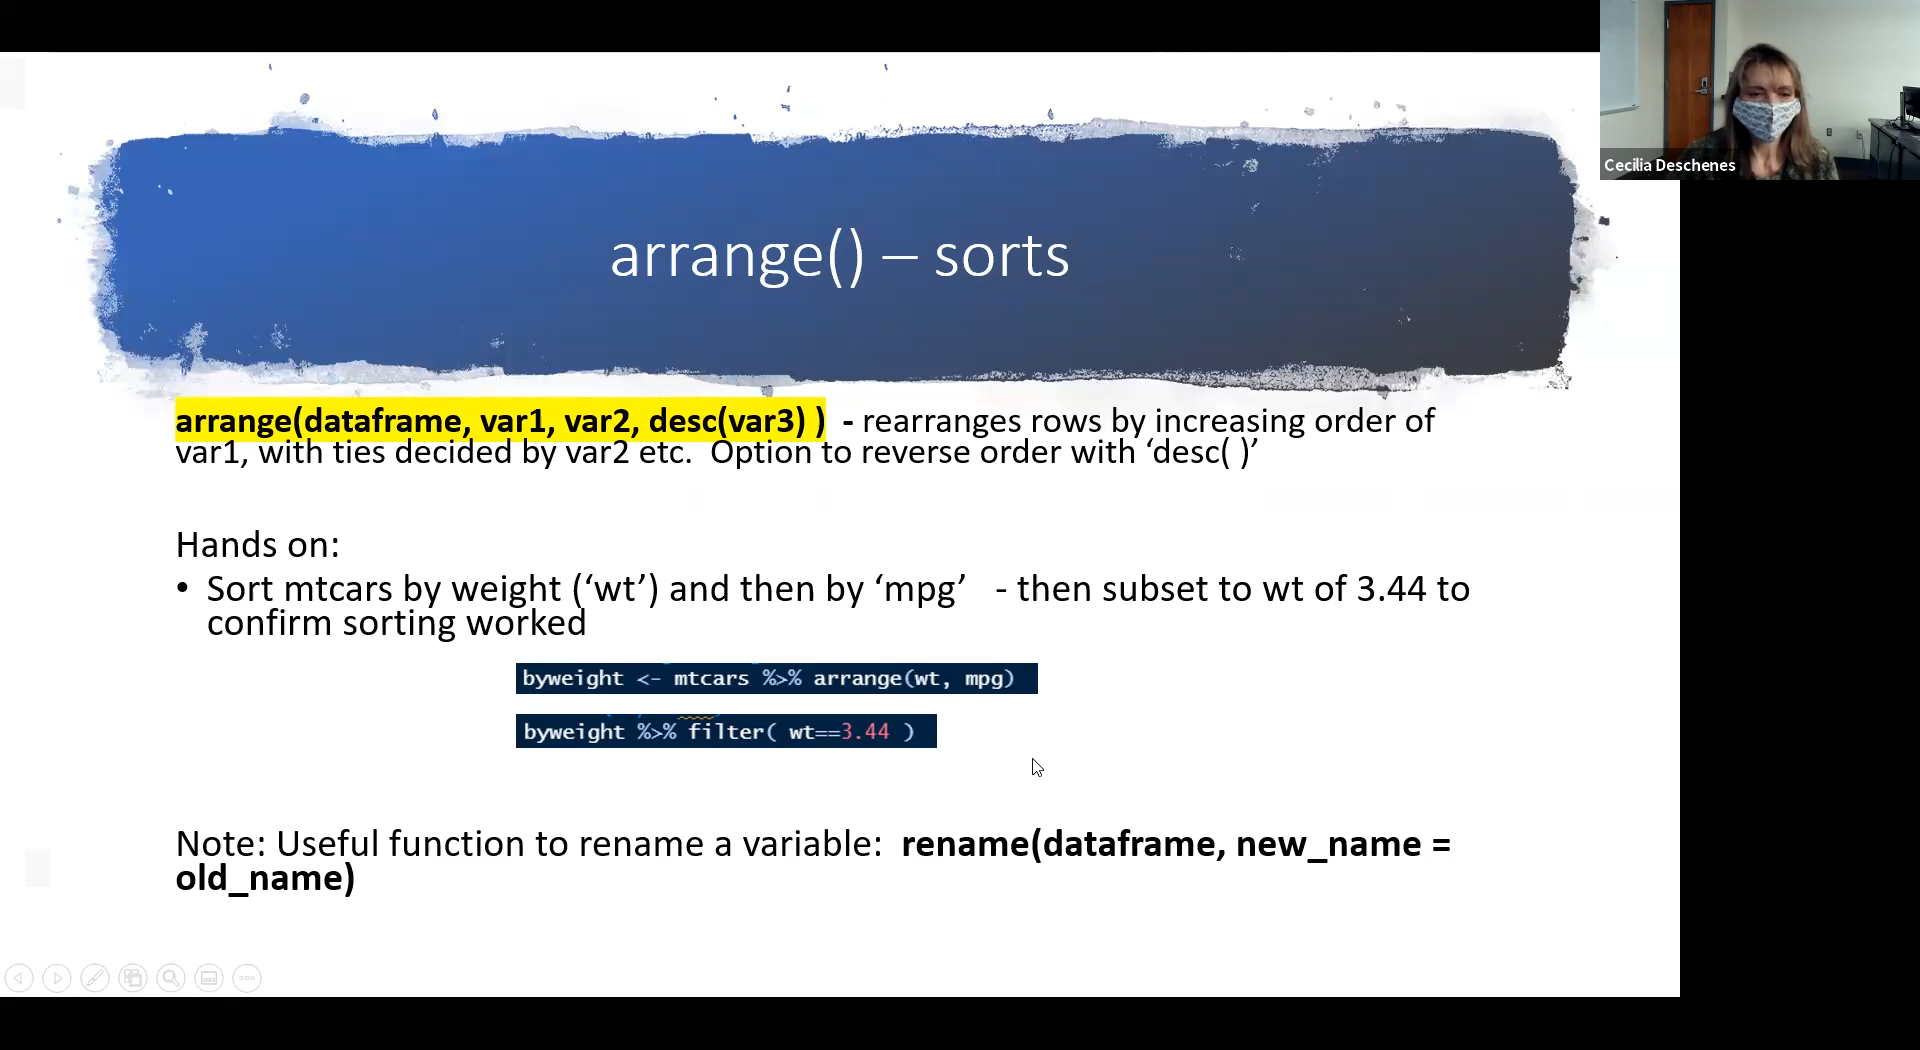 Cecilia Deschenes
arrange() – sorts
arrange(dataframe, var1, var2, desc(var3) )  - rearranges rows by increasing order of
var1, with ties decided by var2 etc.  Option to reverse order with ‘desc( )’
Hands on:
• Sort mtcars by weight (‘wt’) and then by ‘mpg’   - then subset to wt of 3.44 to
confirm sorting worked
byweight <- mtcars %>% arrange(wt, mpg)
byweight %>% filter( wt==3.44 )
Note: Useful function to rename a variable:  rename(dataframe, new_name =
old_name)